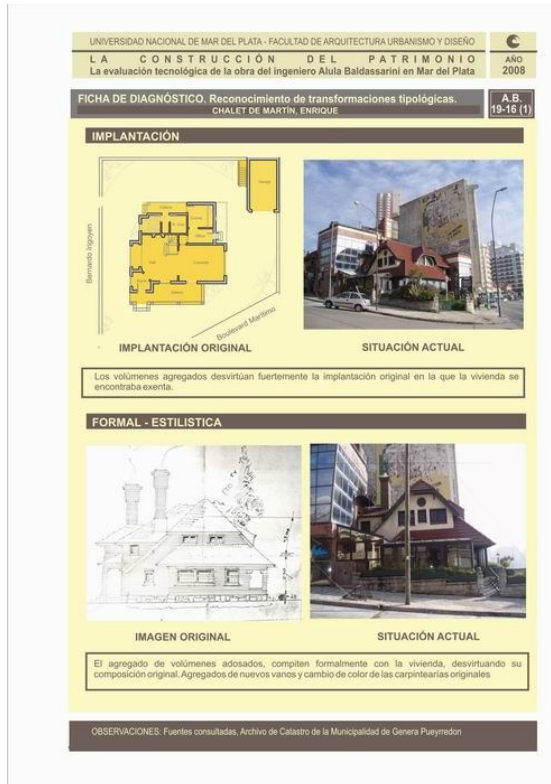 UNIVERSIDAD NACIONAL DE MAR DEL PLATA - FACULTAD DE ARQUITECTURA URBANISMO Y DISEÑO
LA CONSTRUCCIÓN DEL PATRIMONIO
La evaluación tecnológica de la obra del ingeniero Alula Baldassarini en Mar del Plata
AÑO
2008
FICHA DE DIAGNÓSTICO. Reconocimiento de transformaciones tipológicas.
CHALET DE MARTÍN, ENRIQUE
A.B.
19-16 (1)
IMPLANTACIÓN
Bernardo Irigoyen
Boulevard Marítimo
IMPLANTACIÓN ORIGINAL
SITUACIÓN ACTUAL
Los volúmenes agregados desvirtúan fuertemente la implantación original en la que la vivienda se
encontraba exenta.
FORMAL - ESTILISTICA
IMAGEN ORIGINAL
SITUACIÓN ACTUAL
El agregado de volúmenes adosados, compiten formalmente con la vivienda, desvirtuando su
composición original. Agregados de nuevos vanos y cambio de color de las carpintearías originales
OBSERVACIONES: Fuentes consultadas, Archivo de Catastro de la Municipalidad de Genera Pueyrredon